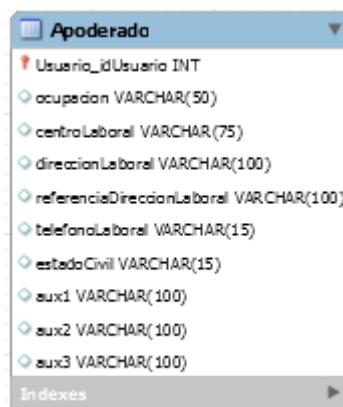 Apoderado
Usuario_idUsuario INT
ocupacion VARCHAR(50)
centroLaboral VARCHAR(75)
direccionLaboral VARCHAR(100)
referenciaDireccionLaboral VARCHAR(100)
telefonoLaboral VARCHAR(15)
estadoCivil VARCHAR(15)
aux1 VARCHAR(100)
aux2 VARCHAR(100)
aux3 VARCHAR(100)
Indexes